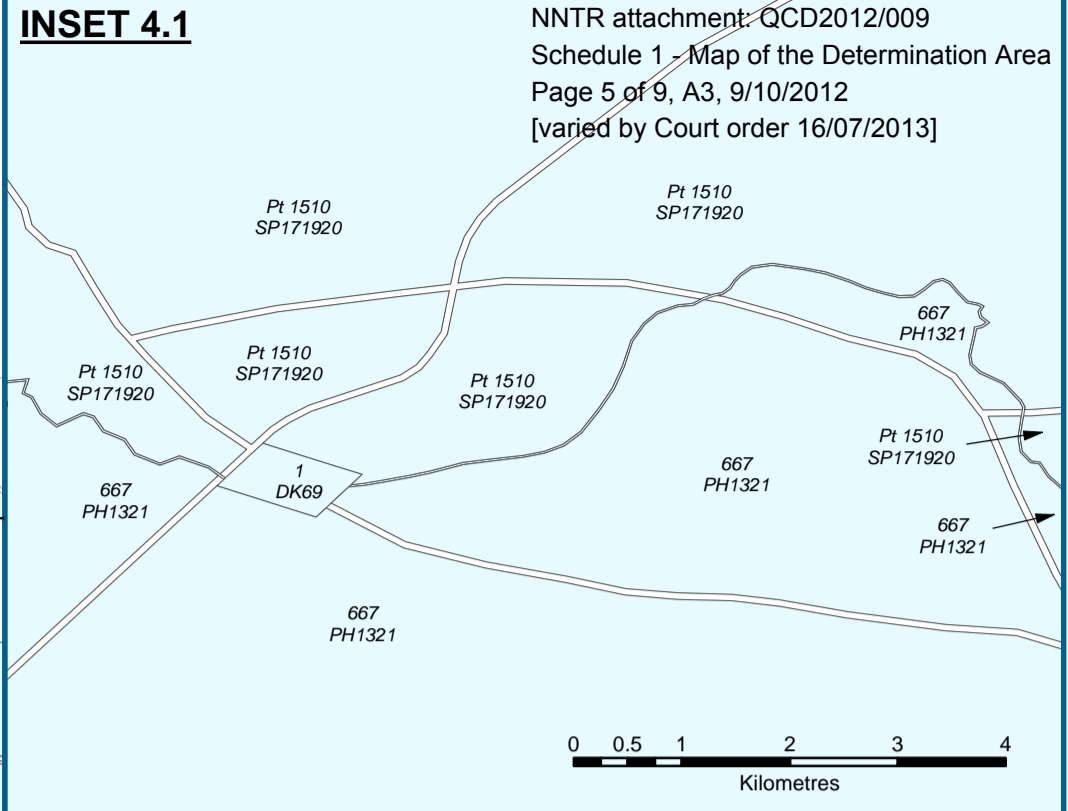 INSET 4.1
NNTR attachment: QCD2012/009
Schedule 1 - Map of the Determination Area
Page 5 of 9, A3, 9/10/2012
[varied by Court order 16/07/2013]
Pt 1510
SP171920
Pt 1510
SP171920
667
PH1321
Pt 1510
SP171920
Pt 1510
SP171920
Pt 1510
SP171920
Pt 1510
SP171920
667
PH1321
1
DK69
667
PH1321
667
PH1321
667
PH1321
0 0.5 1 2 3 4
Kilometres